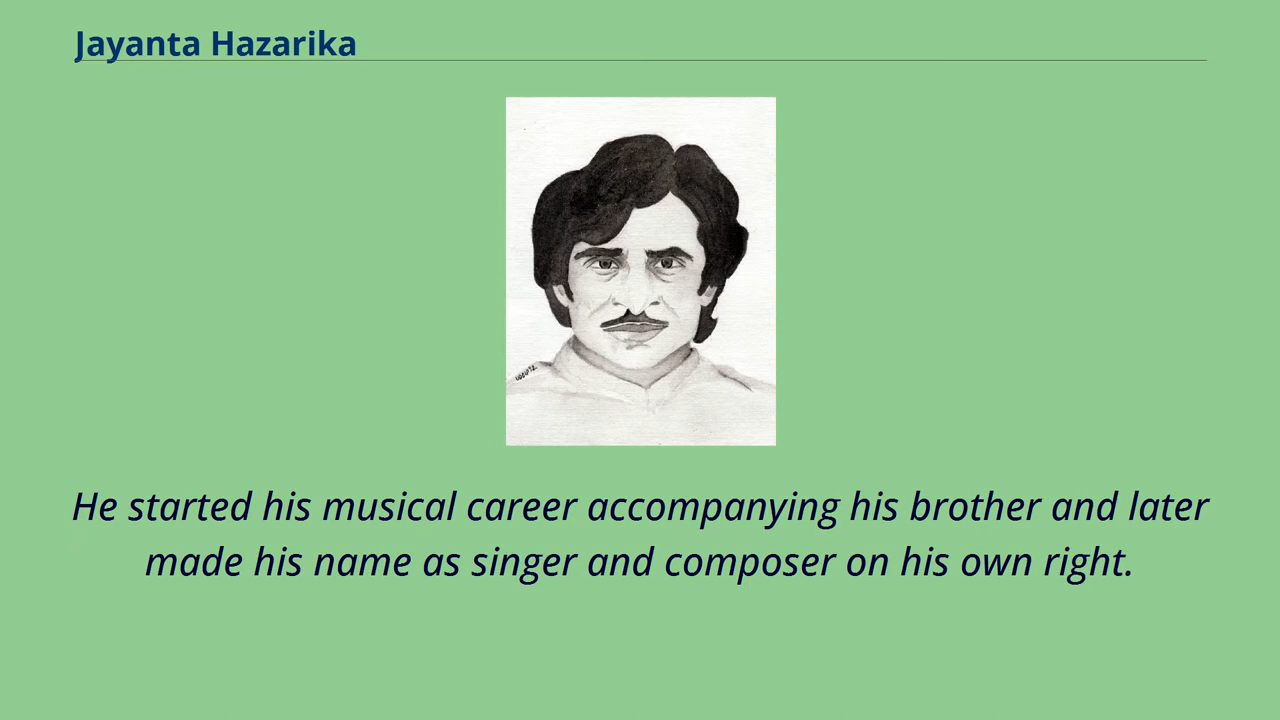 Jayanta Hazarika
He started his musical career accompanying his brother and later
made his name as singer and composer on his own right.